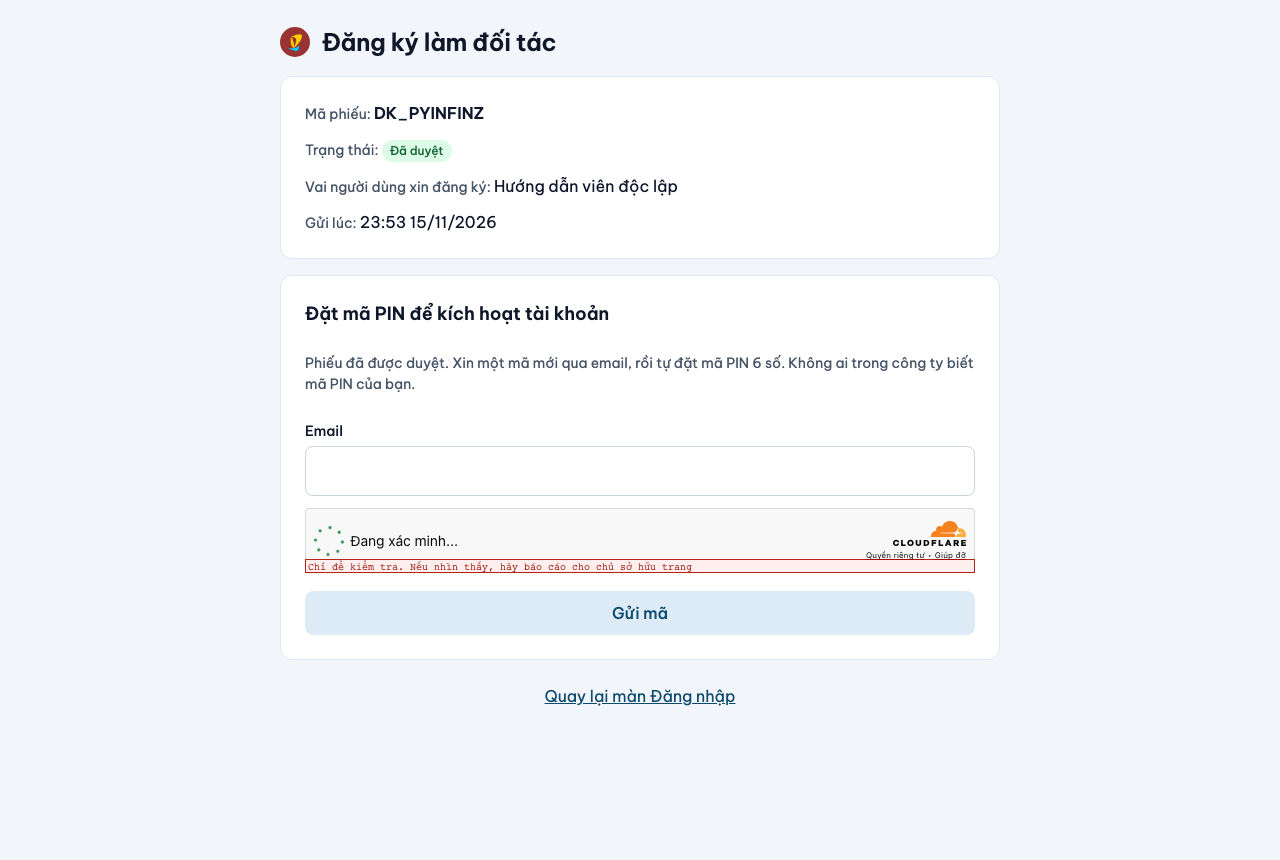 Đăng ký làm đối tác
Mã phiếu: DK_PYINFINZ
Trạng thái: Đã duyệt
Vai người dùng xin đăng ký: Hướng dẫn viên độc lập
Gửi lúc: 23:53 15/11/2026
Đặt mã PIN để kích hoạt tài khoản
Phiếu đã được duyệt. Xin một mã mới qua email, rồi tự đặt mã PIN 6 số. Không ai trong công ty biết
mã PIN của bạn.
Email
Đang xác minh...
CLOUDFLARE
Quyền riêng tư • Giúp đỡ
Chỉ để kiểm tra. Nếu nhìn thấy, hãy báo cáo cho chủ sở hữu trang
Gửi mã
Quay lại màn Đăng nhập